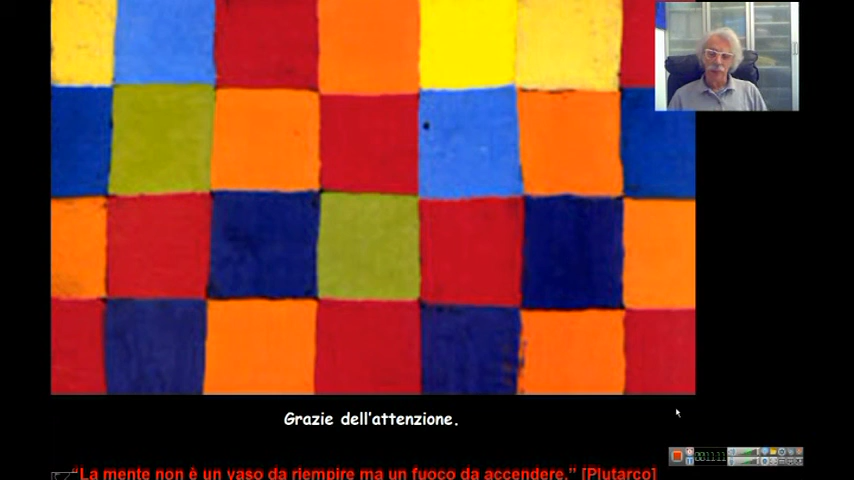 Grazie dell'attenzione.
"La mente non è un vaso da riempire ma un fuoco da accendere." [Plutarco]